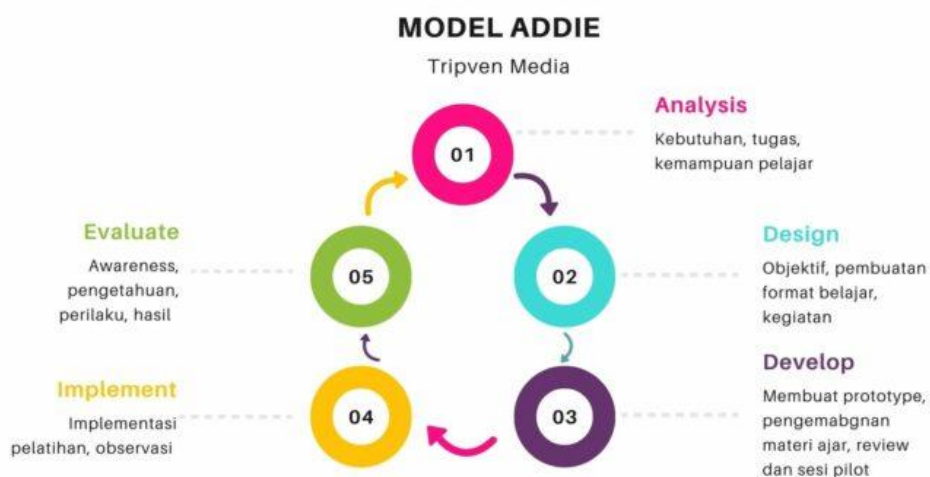 MODEL ADDIE
Tripven Media
01
Analysis
Kebutuhan, tugas,
kemampuan pelajar
02
Design
Objektif, pembuatan
format belajar,
kegiatan
03
Develop
Membuat prototype,
pengemabgnan
materi ajar, review
dan sesi pilot
04
Implement
Implementasi
pelatihan, observasi
05
Evaluate
Awareness,
pengetahuan,
perilaku, hasil